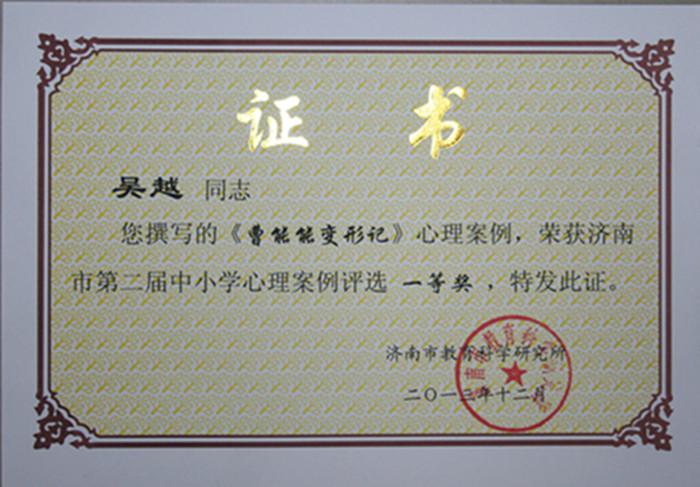 证书
吴越 同志
您撰写的《曹能能变形记》心理案例，荣获济南
市第二届中小学心理案例评选 一等奖 ，特发此证。
济南市教育科学研究所
二〇一三年十二月